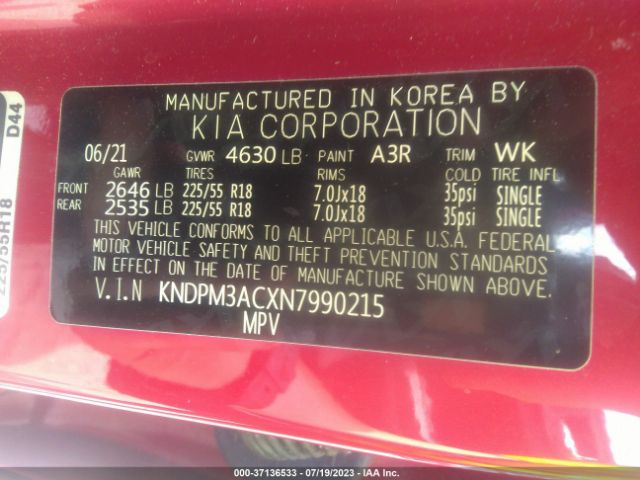 MANUFACTURED IN KOREA BY
KIA CORPORATION
06/21 GVWR 4630 LB PAINT A3R TRIM WK
GAWR TIRES RIMS COLD TIRE INFL
FRONT 2646 LB 225/55 R18 7.0Jx18 35psi SINGLE
REAR 2535 LB 225/55 R18 7.0Jx18 35psi SINGLE
THIS VEHICLE CONFORMS TO ALL APPLICABLE U.S.A. FEDERAL
MOTOR VEHICLE SAFETY AND THEFT PREVENTION STANDARDS
IN EFFECT ON THE DATE OF MANUFACTURE SHOWN ABOVE.
V.I.N KNDPM3ACXN7990215
MPV
D44
225/55R18
000-37136533 - 07/19/2023 - IAA Inc.